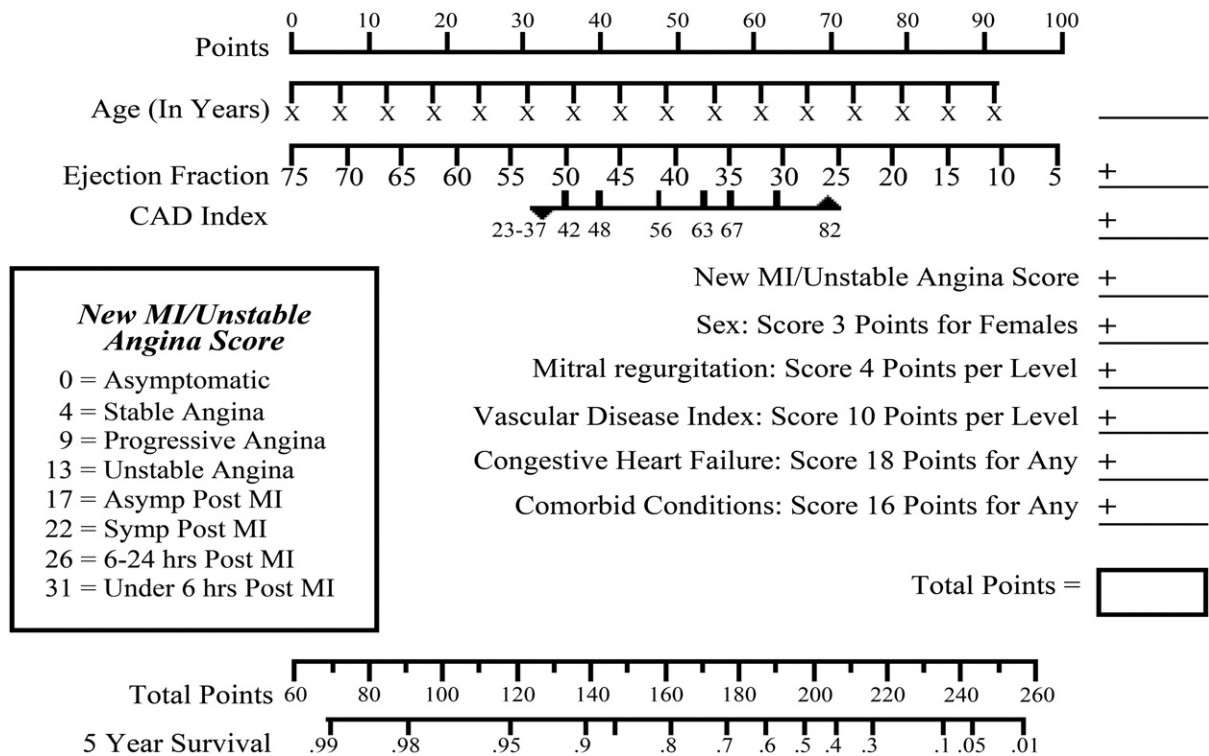 0 10 20 30 40 50 60 70 80 90 100
Points
Age (In Years) X X X X X X X X X X X X X X X X
Ejection Fraction 75 70 65 60 55 50 45 40 35 30 25 20 15 10 5 +
CAD Index 23-37 42 48 56 63 67 82 +
New MI/Unstable Angina Score +
Sex: Score 3 Points for Females +
Mitral regurgitation: Score 4 Points per Level +
Vascular Disease Index: Score 10 Points per Level +
Congestive Heart Failure: Score 18 Points for Any +
Comorbid Conditions: Score 16 Points for Any +
Total Points =
New MI/Unstable
Angina Score
0 = Asymptomatic
4 = Stable Angina
9 = Progressive Angina
13 = Unstable Angina
17 = Asymp Post MI
22 = Symp Post MI
26 = 6-24 hrs Post MI
31 = Under 6 hrs Post MI
Total Points 60 80 100 120 140 160 180 200 220 240 260
5 Year Survival .99 .98 .95 .9 .8 .7 .6 .5 .4 .3 .1 .05 .01